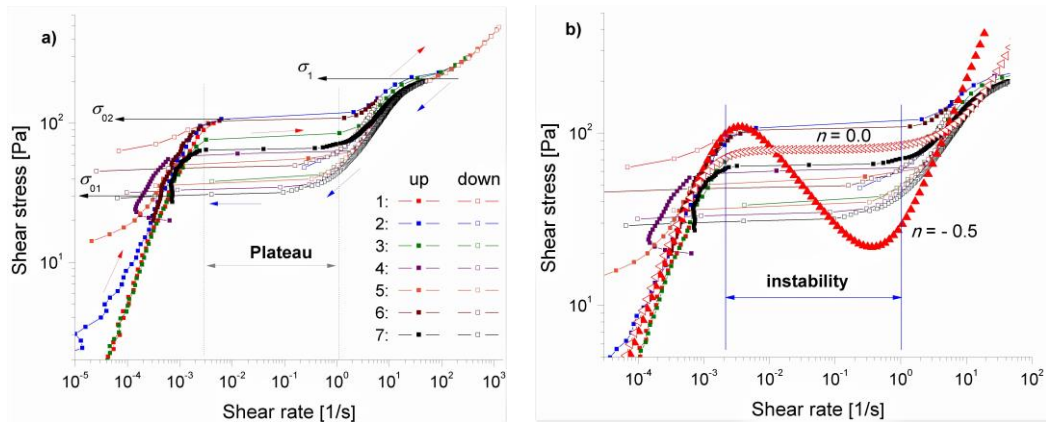 a)
Shear stress [Pa]
10²
10¹
σ₁
σ₀₂
σ₀₁
Plateau
up down
1:
2:
3:
4:
5:
6:
7:
10⁻⁵ 10⁻⁴ 10⁻³ 10⁻² 10⁻¹ 10⁰ 10¹ 10² 10³
Shear rate [1/s]
b)
Shear stress [Pa]
10²
10¹
n = 0.0
n = - 0.5
instability
10⁻⁴ 10⁻³ 10⁻² 10⁻¹ 10⁰ 10¹ 10²
Shear rate [1/s]